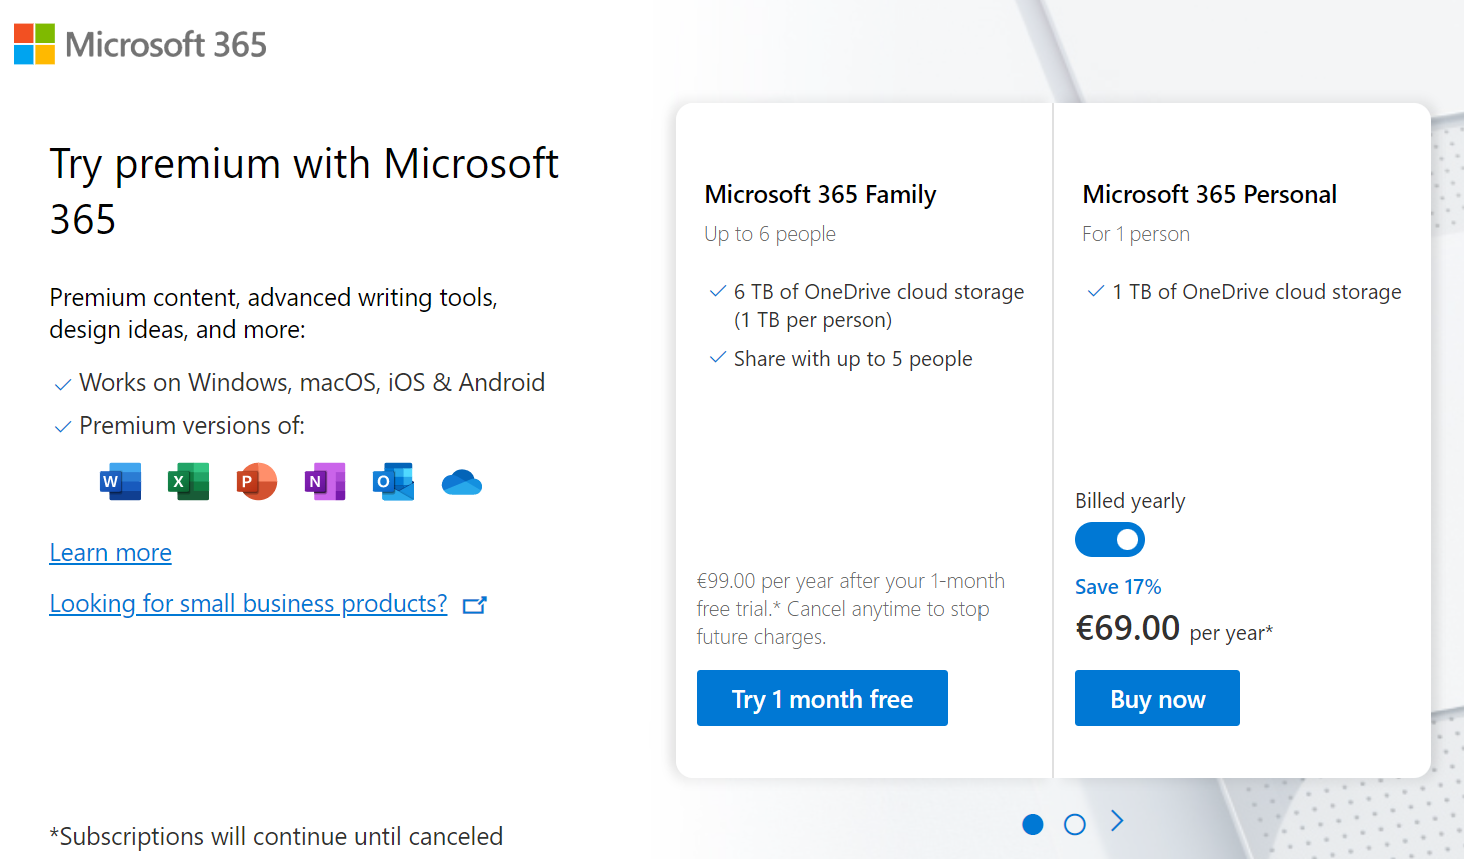 Microsoft 365
Try premium with Microsoft
365
Premium content, advanced writing tools,
design ideas, and more:
Works on Windows, macOS, iOS & Android
Premium versions of:
W X P N O
Learn more
Looking for small business products?
*Subscriptions will continue until canceled
Microsoft 365 Family
Up to 6 people
6 TB of OneDrive cloud storage
(1 TB per person)
Share with up to 5 people
€99.00 per year after your 1-month
free trial.* Cancel anytime to stop
future charges.
Try 1 month free
Microsoft 365 Personal
For 1 person
1 TB of OneDrive cloud storage
Billed yearly
Save 17%
€69.00 per year*
Buy now